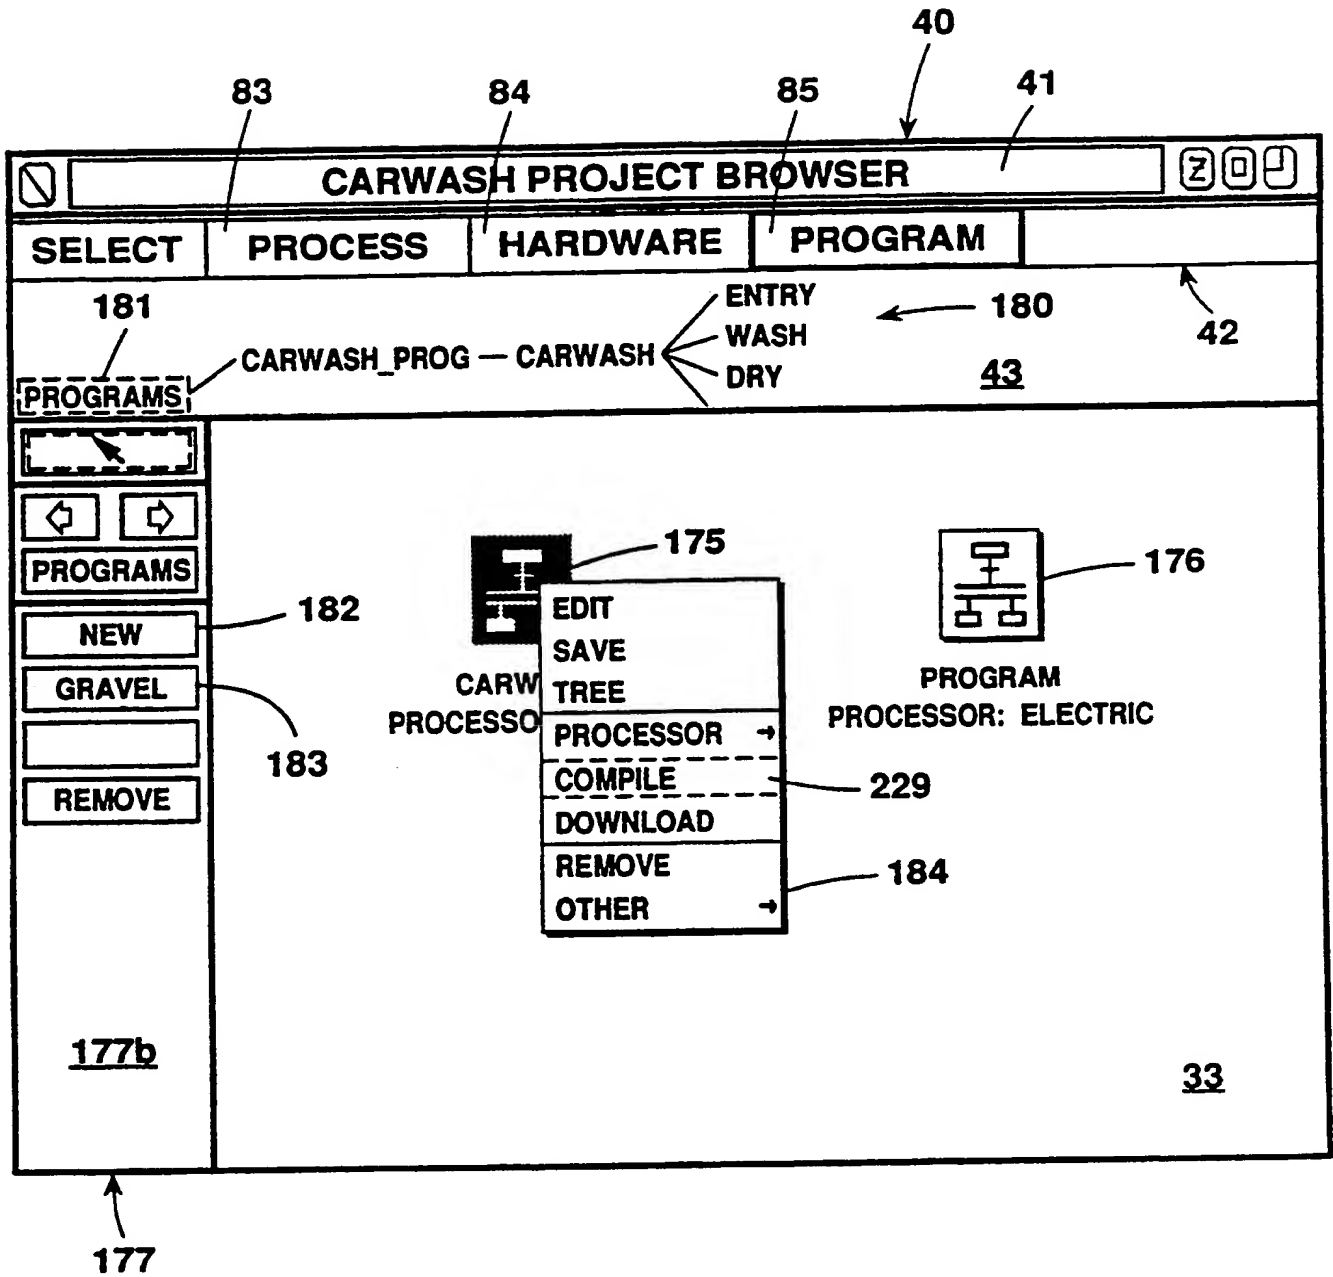 40
83 84 85 41
CARWASH PROJECT BROWSER
Z
SELECT PROCESS HARDWARE PROGRAM
181 ENTRY 180 42
WASH
CARWASH_PROG — CARWASH
DRY 43
PROGRAMS
175
PROGRAMS 176
182 EDIT
NEW SAVE
GRAVEL CARW TREE PROGRAM
PROCESSO PROCESSOR PROCESSOR: ELECTRIC
183
REMOVE COMPILE 229
DOWNLOAD
REMOVE 184
OTHER
177b 33
177